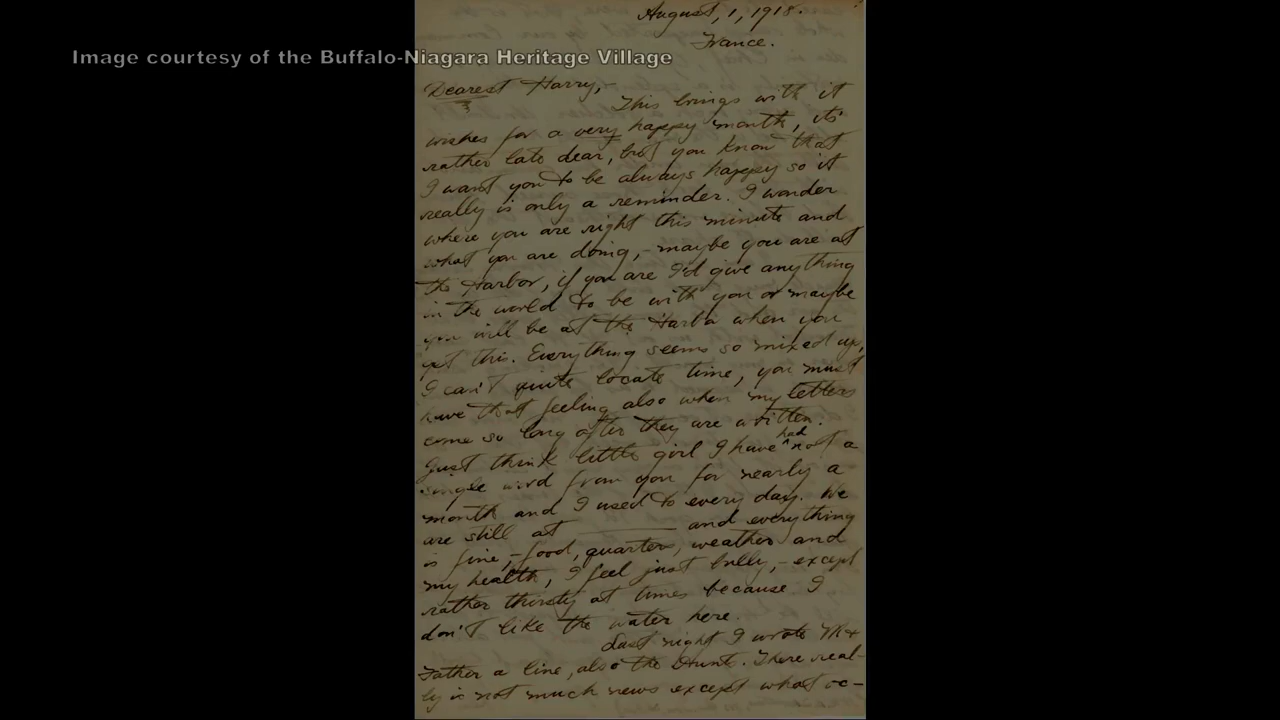 August, 1, 1918.
France.
Image courtesy of the Buffalo-Niagara Heritage Village
Dearest Harry,-
This brings with it
wishes for a very happy month, its
rather late dear, but you know that
I want you to be always happy so it
really is only a reminder. I wonder
where you are right this minute and
what you are doing,- maybe you are at
the Harbor, if you are I'd give anything
in the world to be with you or maybe
you will be at the Harbor when you
get this. Everything seems so mixed up,
I can't quite locate time, you must
have that feeling also when my letters
come so long after they are written.
Just think little girl I have had not a
single word from you for nearly a
month and I used to every day. We
are still at ______ and everything
is fine,- food, quarters, weather and
my health, I feel just bully,- except
rather thirsty at times because I
don't like the water here.
Last night I wrote M+
Father a line, also the Aunts. There real-
ly is not much news except what oc-